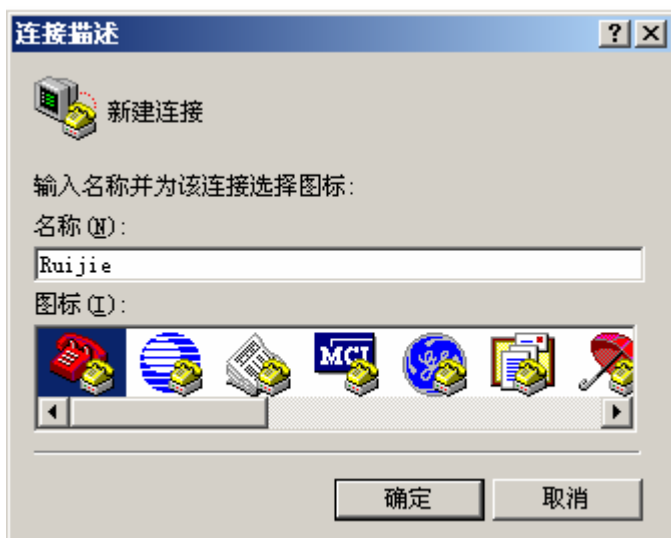 连接描述
新建连接
输入名称并为该连接选择图标:
名称(N):
Ruijie
图标(I):
MCI
确定
取消